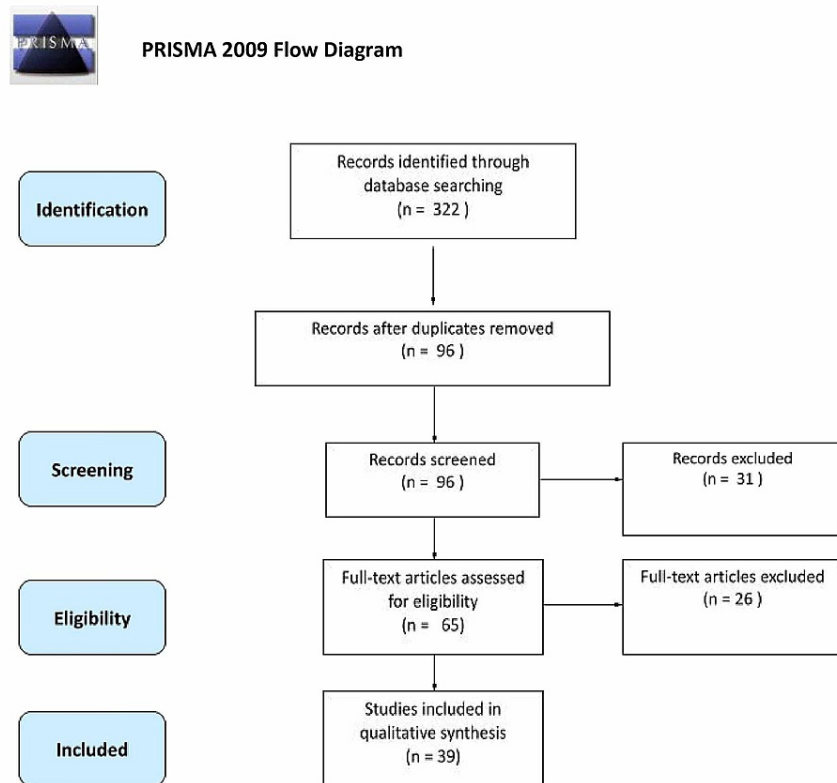 PRISMA
PRISMA 2009 Flow Diagram
Identification
Records identified through
database searching
(n = 322 )
Records after duplicates removed
(n = 96 )
Screening
Records screened
(n = 96 )
Records excluded
(n = 31 )
Eligibility
Full-text articles assessed
for eligibility
(n = 65)
Full-text articles excluded
(n = 26 )
Included
Studies included in
qualitative synthesis
(n = 39)